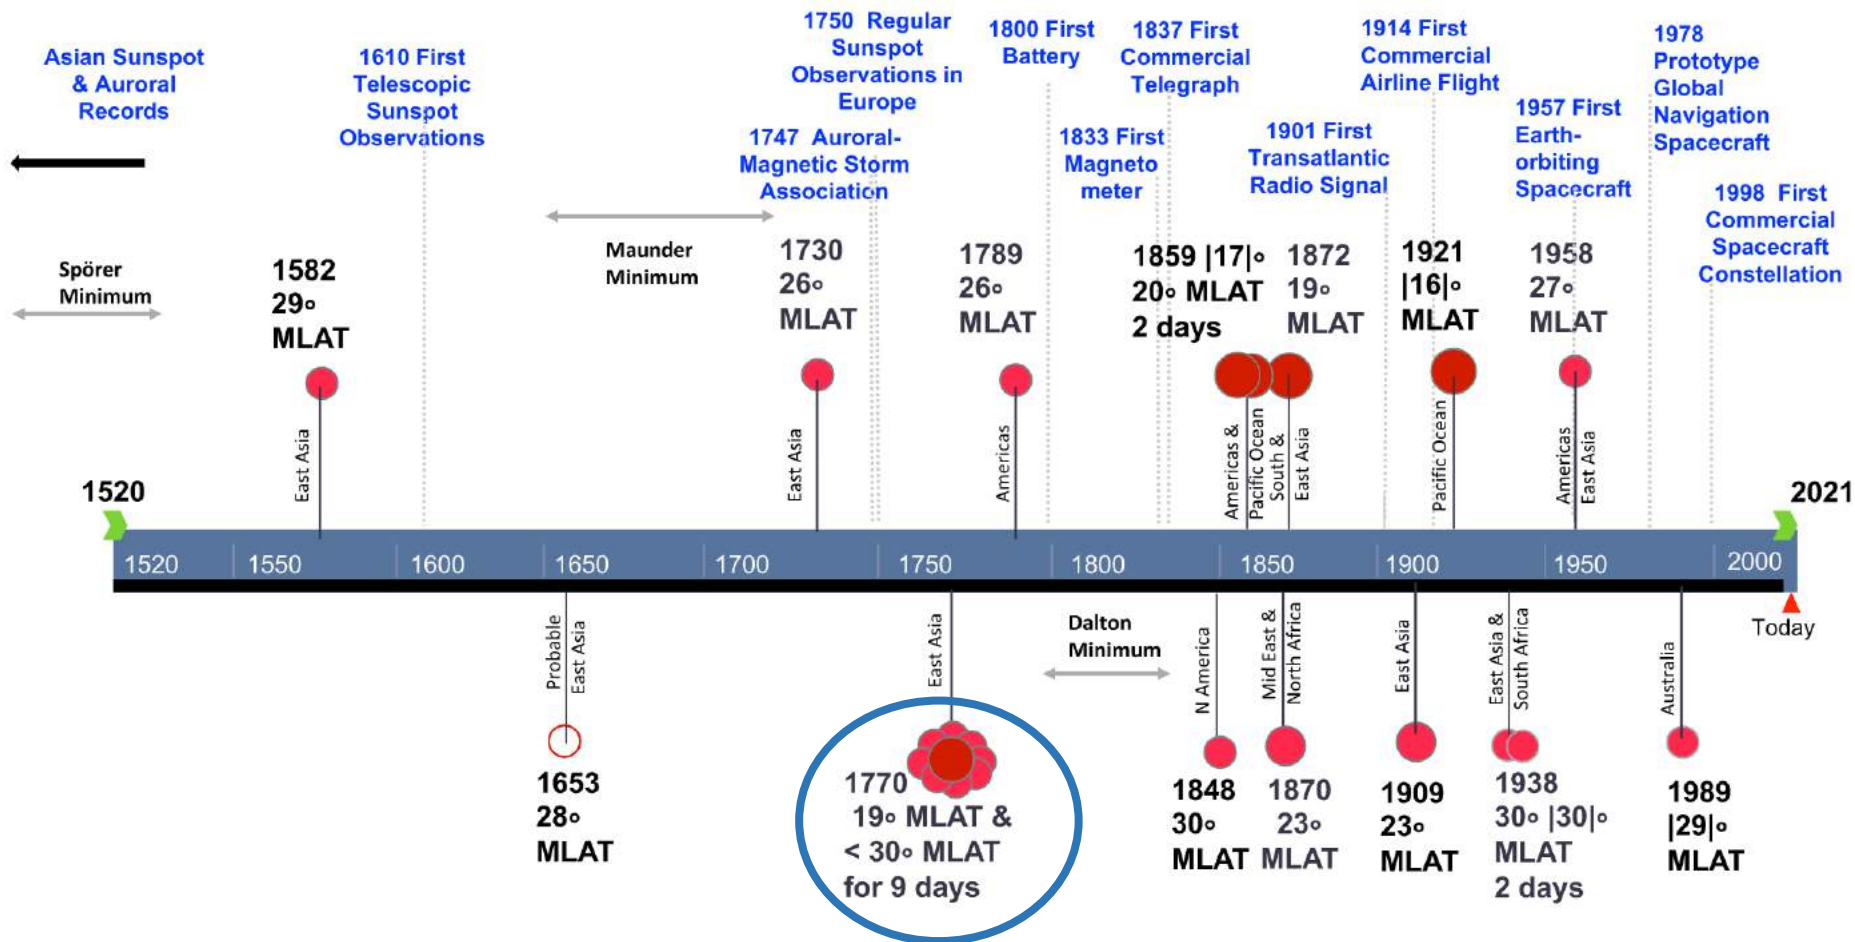 Asian Sunspot
& Auroral
Records
1610 First
Telescopic
Sunspot
Observations
1750 Regular
Sunspot
Observations in
Europe
1747 Auroral-
Magnetic Storm
Association
1800 First
Battery
1837 First
Commercial
Telegraph
1833 First
Magneto
meter
1901 First
Transatlantic
Radio Signal
1914 First
Commercial
Airline Flight
1957 First
Earth-
orbiting
Spacecraft
1978
Prototype
Global
Navigation
Spacecraft
1998 First
Commercial
Spacecraft
Constellation
Spörer
Minimum
1582
29∘
MLAT
East Asia
Maunder
Minimum
1730
26∘
MLAT
East Asia
1789
26∘
MLAT
Americas
1859 |17|∘
20∘ MLAT
2 days
Americas &
Pacific Ocean
1872
19∘
MLAT
South &
East Asia
1921
|16|∘
MLAT
Pacific Ocean
1958
27∘
MLAT
Americas
East Asia
1520
2021
1520
1550
1600
1650
1700
1750
1800
1850
1900
1950
2000
Today
Probable
East Asia
1653
28∘
MLAT
East Asia
1770
19∘ MLAT &
< 30∘ MLAT
for 9 days
Dalton
Minimum
N America
1848
30∘
MLAT
Mid East &
North Africa
1870
23∘
MLAT
East Asia
1909
23∘
MLAT
East Asia &
South Africa
1938
30∘ |30|∘
MLAT
2 days
Australia
1989
|29|∘
MLAT